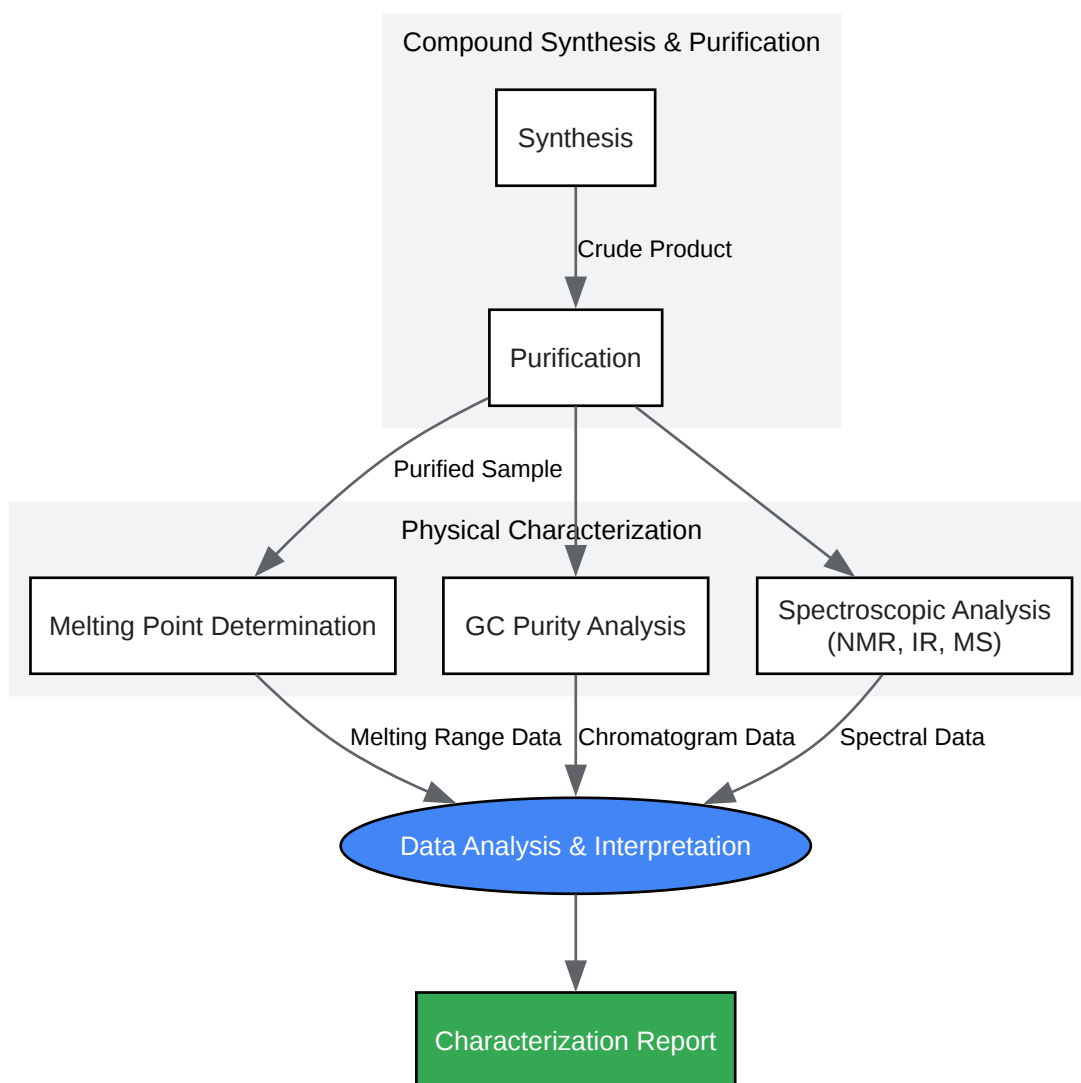 Compound Synthesis & Purification
Synthesis
Crude Product
Purification
Purified Sample
Physical Characterization
Melting Point Determination
GC Purity Analysis
Spectroscopic Analysis
(NMR, IR, MS)
Melting Range Data
Chromatogram Data
Spectral Data
Data Analysis & Interpretation
Characterization Report